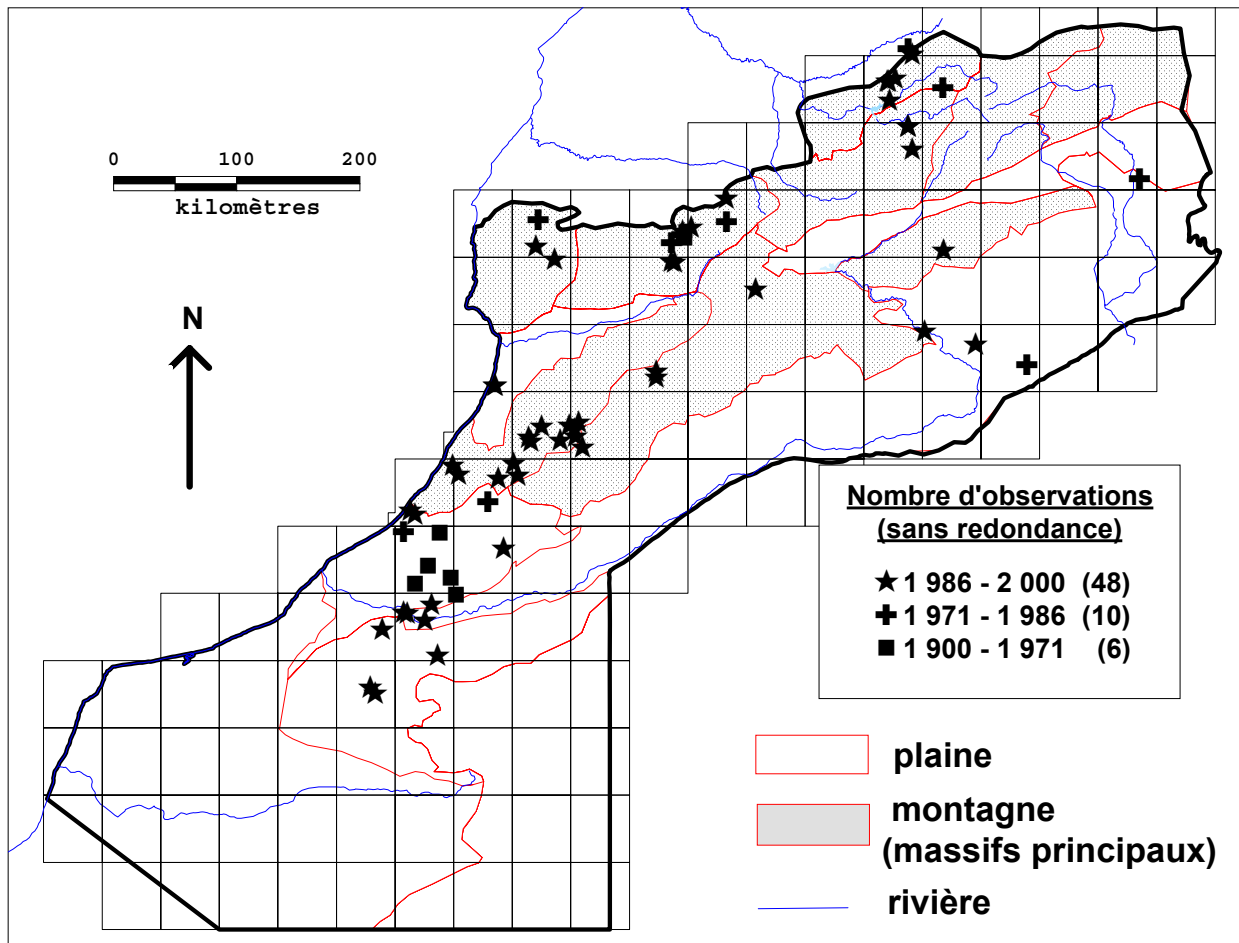 0 100 200
kilomètres
N
Nombre d'observations
(sans redondance)
1 986 - 2 000 (48)
1 971 - 1 986 (10)
1 900 - 1 971 (6)
plaine
montagne
(massifs principaux)
rivière